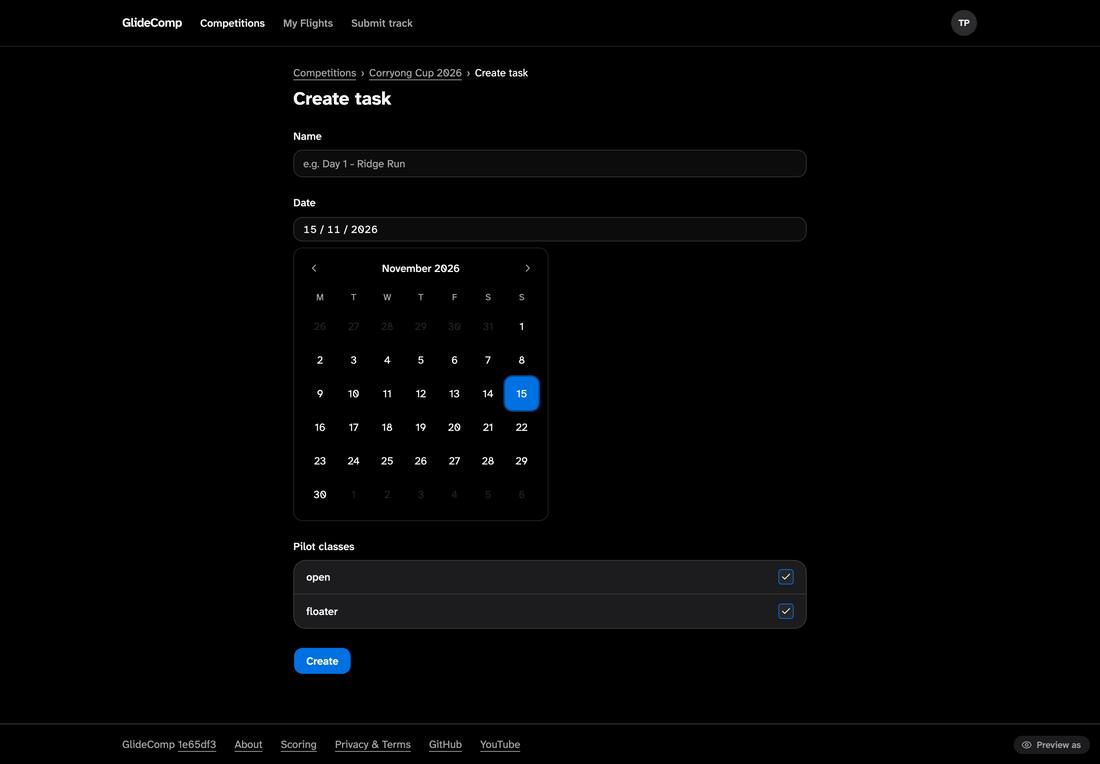 GlideComp Competitions My Flights Submit track TP
Competitions › Corryong Cup 2026 › Create task
Create task
Name
e.g. Day 1 - Ridge Run
Date
15 / 11 / 2026
November 2026
M T W T F S S
26 27 28 29 30 31 1
2 3 4 5 6 7 8
9 10 11 12 13 14 15
16 17 18 19 20 21 22
23 24 25 26 27 28 29
30 1 2 3 4 5 6
Pilot classes
open
floater
Create
GlideComp 1e65df3 About Scoring Privacy & Terms GitHub YouTube Preview as